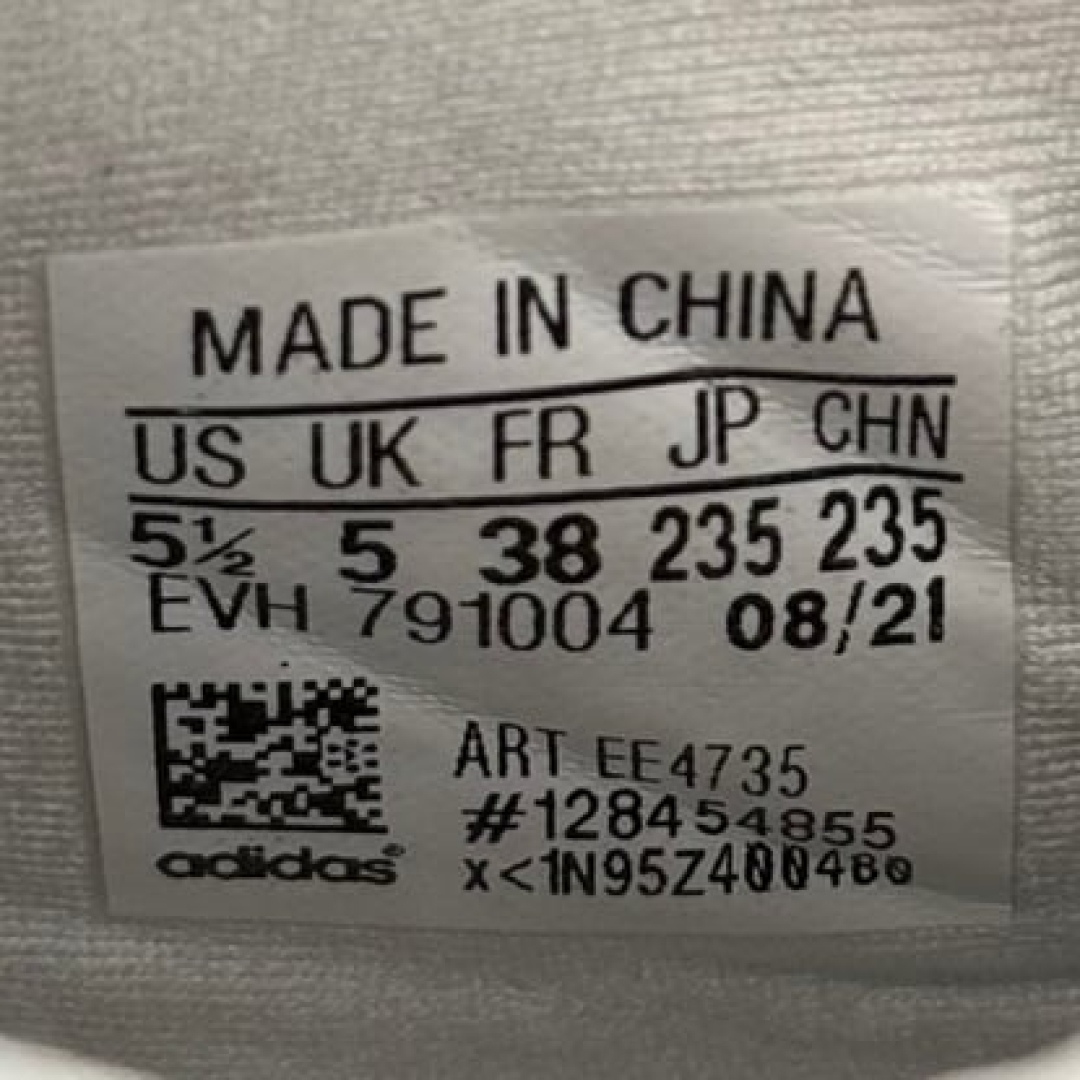 MADE IN CHINA
US UK FR JP CHN
5½ 5 38 235 235
EVH 791004 08/21
ART EE4735
#128454855
adidas®
x<1N95Z400480